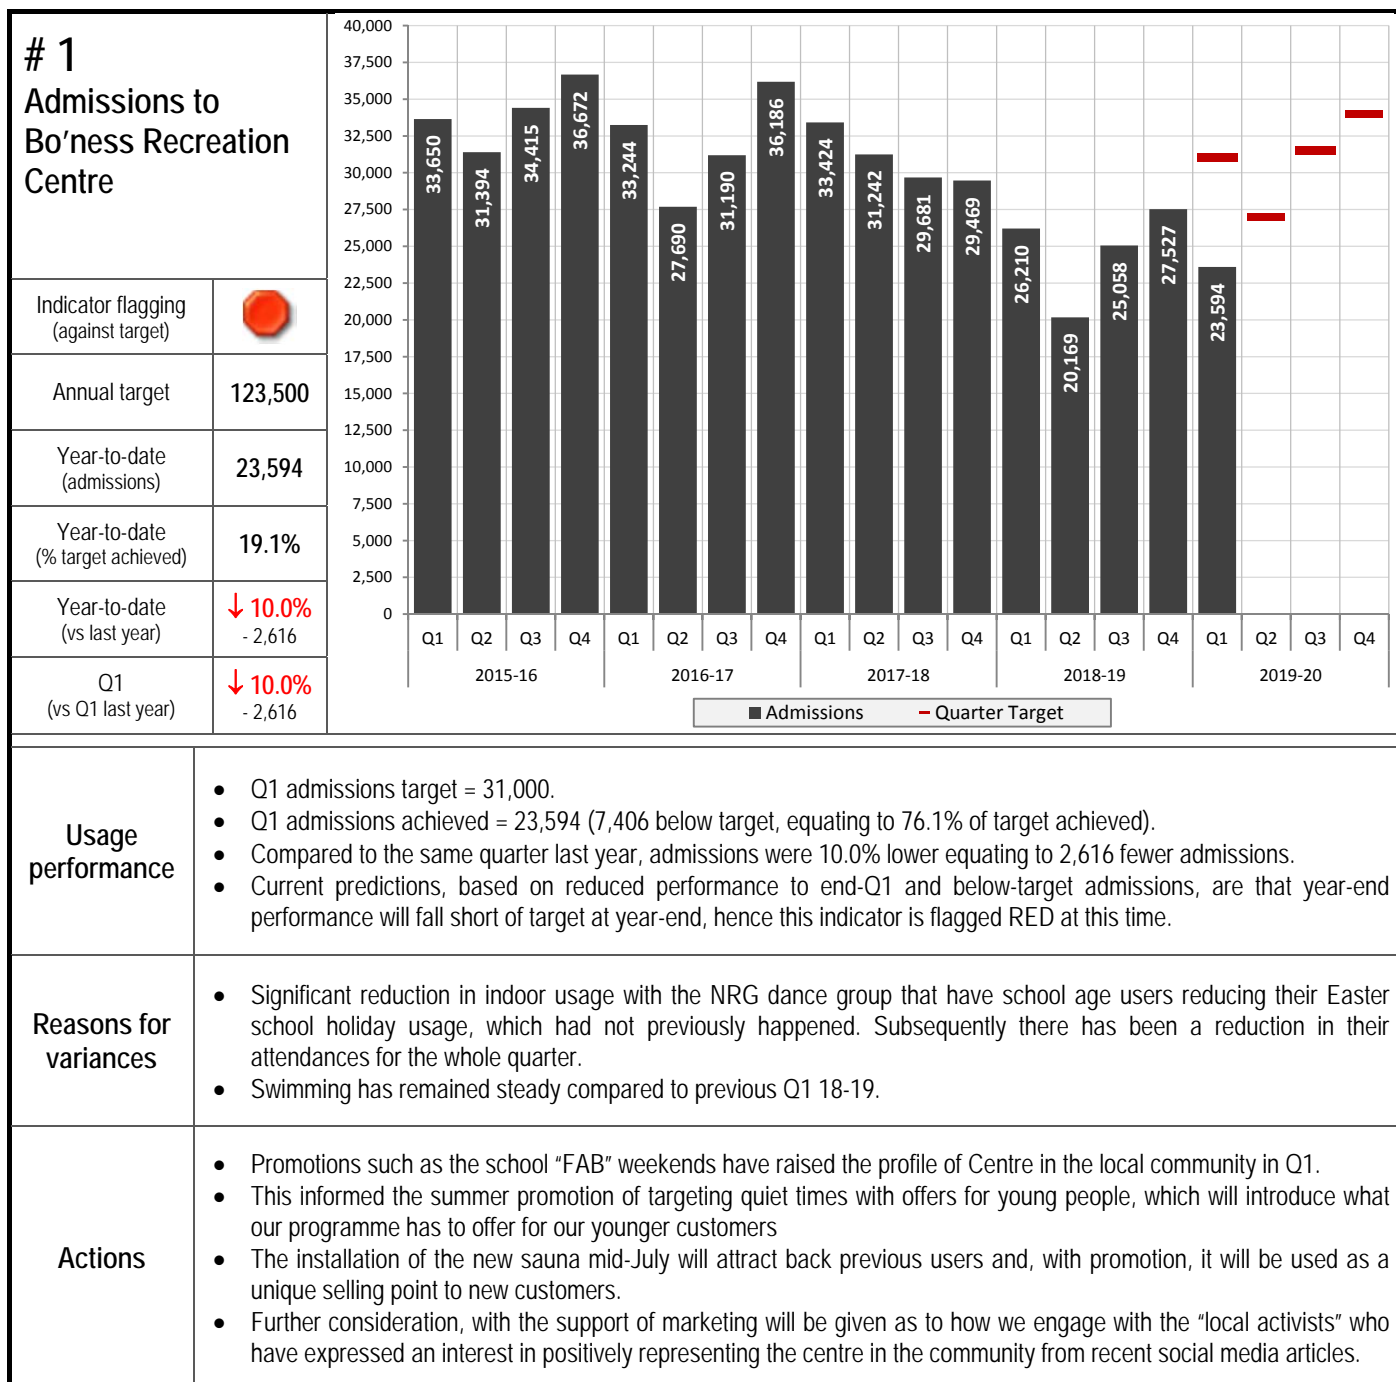 # 1
Admissions to
Bo'ness Recreation
Centre
Indicator flagging
(against target)
Annual target
123,500
Year-to-date
(admissions)
23,594
Year-to-date
(% target achieved)
19.1%
Year-to-date
(vs last year)
↓ 10.0%
- 2,616
Q1
(vs Q1 last year)
↓ 10.0%
- 2,616
40,000
37,500
35,000
32,500
30,000
27,500
25,000
22,500
20,000
17,500
15,000
12,500
10,000
7,500
5,000
2,500
0
33,650
31,394
34,415
36,672
33,244
27,690
31,190
36,186
33,424
31,242
29,681
29,469
26,210
20,169
25,058
27,527
23,594
Q1 Q2 Q3 Q4 Q1 Q2 Q3 Q4 Q1 Q2 Q3 Q4 Q1 Q2 Q3 Q4 Q1 Q2 Q3 Q4
2015-16 2016-17 2017-18 2018-19 2019-20
Admissions Quarter Target
Usage
performance
• Q1 admissions target = 31,000.
• Q1 admissions achieved = 23,594 (7,406 below target, equating to 76.1% of target achieved).
• Compared to the same quarter last year, admissions were 10.0% lower equating to 2,616 fewer admissions.
• Current predictions, based on reduced performance to end-Q1 and below-target admissions, are that year-end
performance will fall short of target at year-end, hence this indicator is flagged RED at this time.
Reasons for
variances
• Significant reduction in indoor usage with the NRG dance group that have school age users reducing their Easter
school holiday usage, which had not previously happened. Subsequently there has been a reduction in their
attendances for the whole quarter.
• Swimming has remained steady compared to previous Q1 18-19.
Actions
• Promotions such as the school "FAB" weekends have raised the profile of Centre in the local community in Q1.
• This informed the summer promotion of targeting quiet times with offers for young people, which will introduce what
our programme has to offer for our younger customers
• The installation of the new sauna mid-July will attract back previous users and, with promotion, it will be used as a
unique selling point to new customers.
• Further consideration, with the support of marketing will be given as to how we engage with the "local activists" who
have expressed an interest in positively representing the centre in the community from recent social media articles.